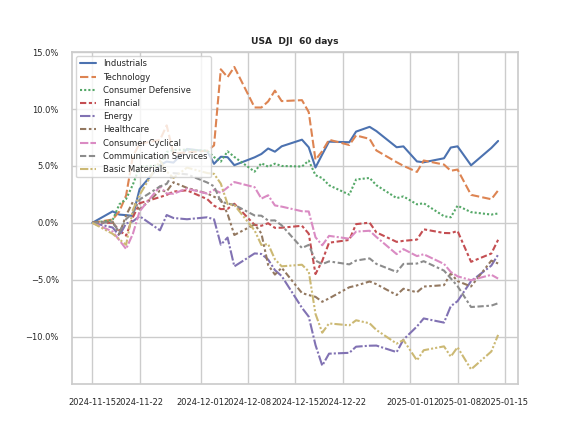 USA DJI 60 days
15.0%
10.0%
5.0%
0.0%
−5.0%
−10.0%
Industrials
Technology
Consumer Defensive
Financial
Energy
Healthcare
Consumer Cyclical
Communication Services
Basic Materials
2024-11-15 2024-11-22 2024-12-01 2024-12-08 2024-12-15 2024-12-22 2025-01-01 2025-01-08 2025-01-15